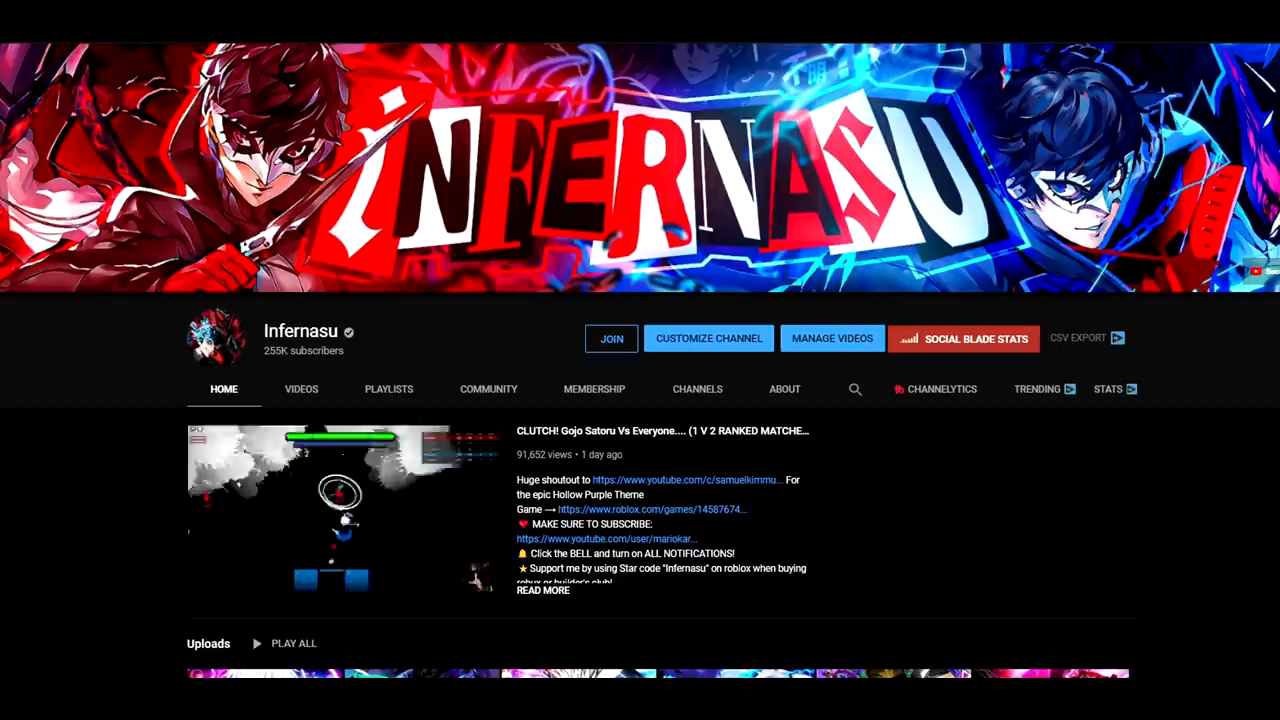 iNFERNASU
Infernasu
255K subscribers
JOIN
CUSTOMIZE CHANNEL
MANAGE VIDEOS
SOCIAL BLADE STATS
CSV EXPORT
HOME
VIDEOS
PLAYLISTS
COMMUNITY
MEMBERSHIP
CHANNELS
ABOUT
CHANNELYTICS
TRENDING
STATS
CLUTCH! Gojo Satoru Vs Everyone.... (1 V 2 RANKED MATCHE...
91,652 views • 1 day ago
Huge shoutout to https://www.youtube.com/c/samuelkimmu... For
the epic Hollow Purple Theme
Game ⟶ https://www.roblox.com/games/14587674...
❤️ MAKE SURE TO SUBSCRIBE:
https://www.youtube.com/user/mariokar...
🔔 Click the BELL and turn on ALL NOTIFICATIONS!
⭐ Support me by using Star code "Infernasu" on roblox when buying
robux or builder's club!
READ MORE
Uploads
PLAY ALL